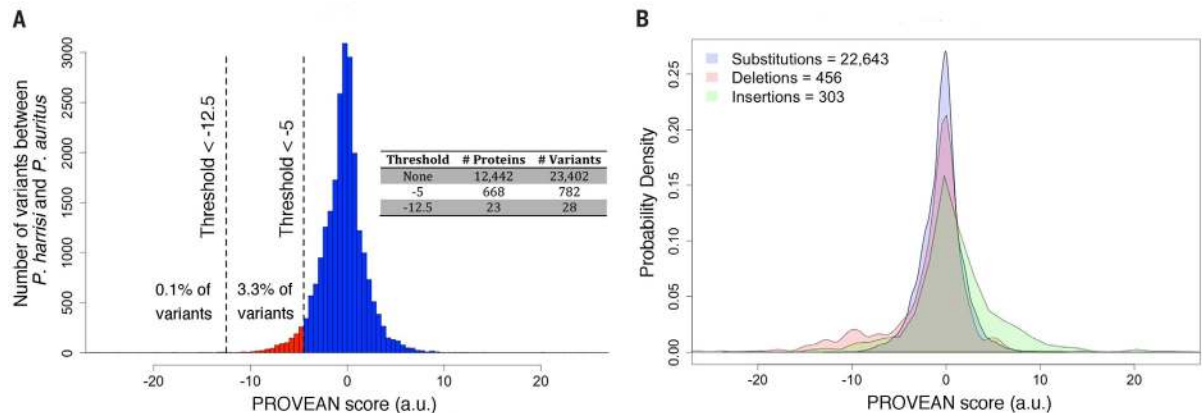 A
Number of variants between
P. harrisi and P. auritus
0
500
1000
1500
2000
2500
3000
Threshold < -12.5
Threshold < -5
0.1% of
variants
3.3% of
variants
Threshold # Proteins # Variants
None 12,442 23,402
-5 668 782
-12.5 23 28
-20 -10 0 10 20
PROVEAN score (a.u.)
B
Substitutions = 22,643
Deletions = 456
Insertions = 303
Probability Density
0.00
0.05
0.10
0.15
0.20
0.25
-20 -10 0 10 20
PROVEAN score (a.u.)